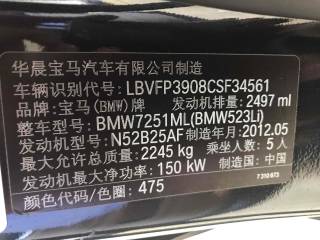 华晨宝马汽车有限公司制造
车辆识别代号: LBVFP3908CSF34561
品牌: 宝马(BMW)牌 发动机排量: 2497 ml
整车型号: BMW7251ML(BMW523Li)
发动机型号: N52B25AF 制造年月: 2012.05
最大允许总质量: 2245 kg 乘坐人数: 5人
发动机最大净功率: 150 kW 制造国: 中国
颜色代码/色圈: 475 7 310 673